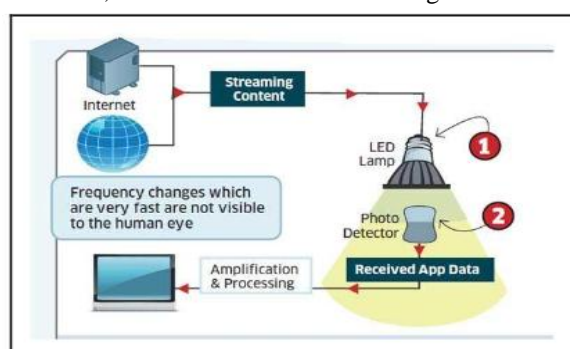 Streaming
Content
Internet
LED
Lamp
1
Frequency changes which
are very fast are not visible
to the human eye
Photo
Detector
2
Amplification
& Processing
Received App Data